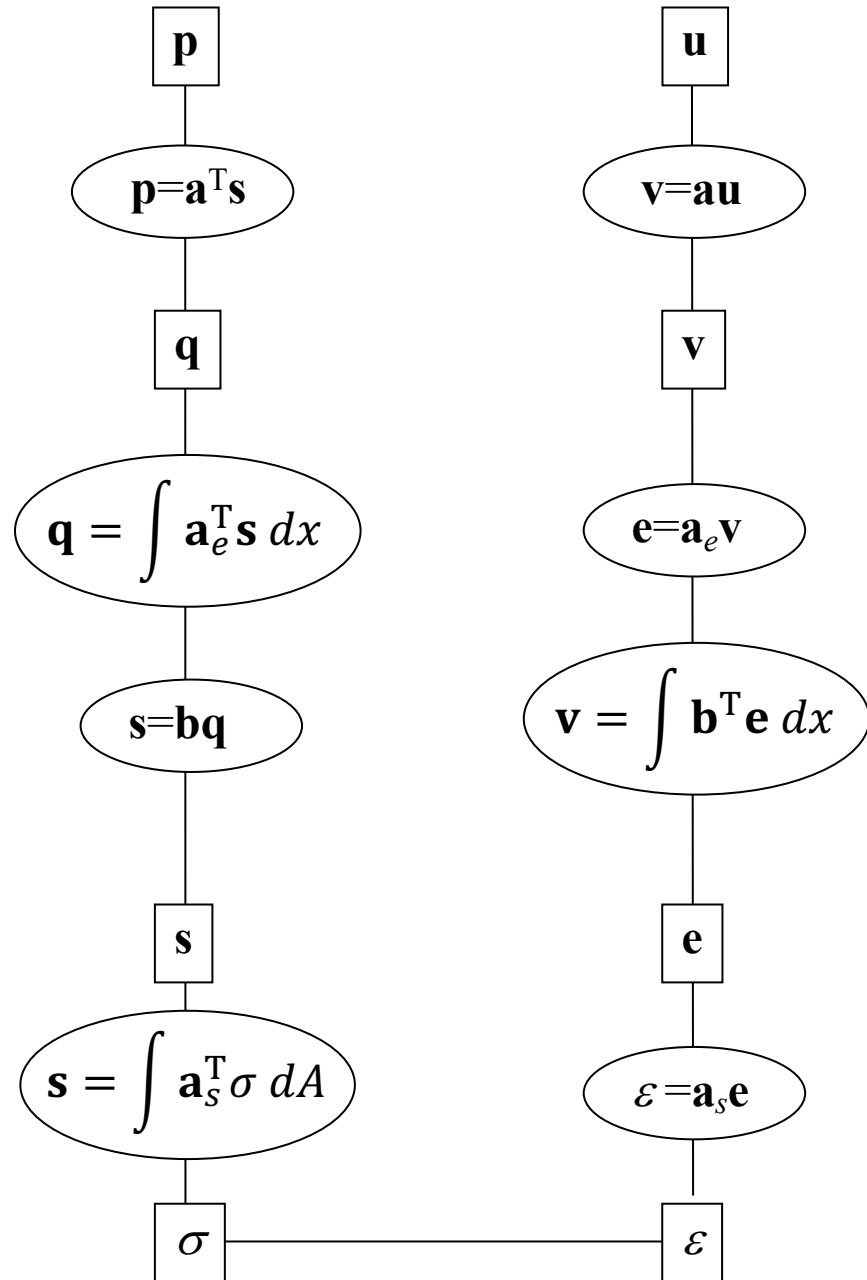 p
u
p=aᵀs
v=au
q
v
q = ∫ aₑᵀs dx
e=aₑv
s=bq
v = ∫ bᵀe dx
s
e
s = ∫ aₛᵀσ dA
ε=aₛe
σ
ε